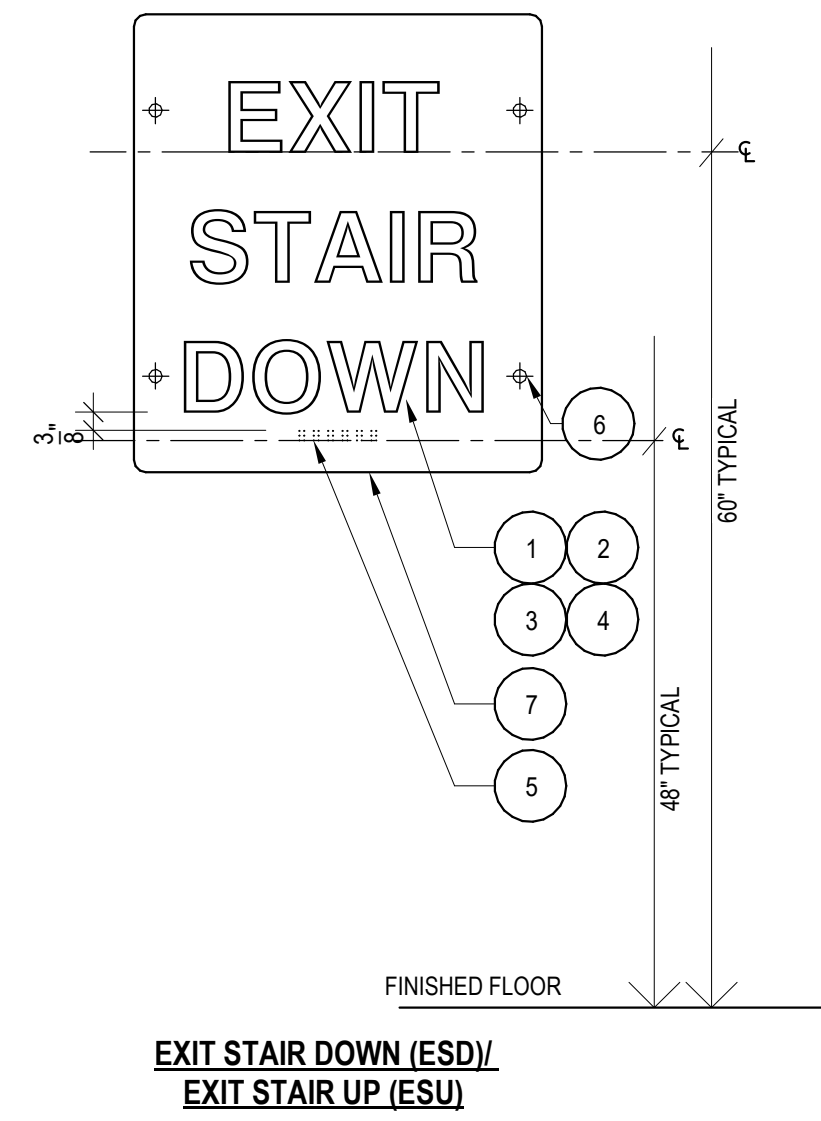 EXIT
℄
STAIR
DOWN
3"
8
℄
6
60" TYPICAL
1 2
3 4
7
48" TYPICAL
5
FINISHED FLOOR
EXIT STAIR DOWN (ESD)/
EXIT STAIR UP (ESU)